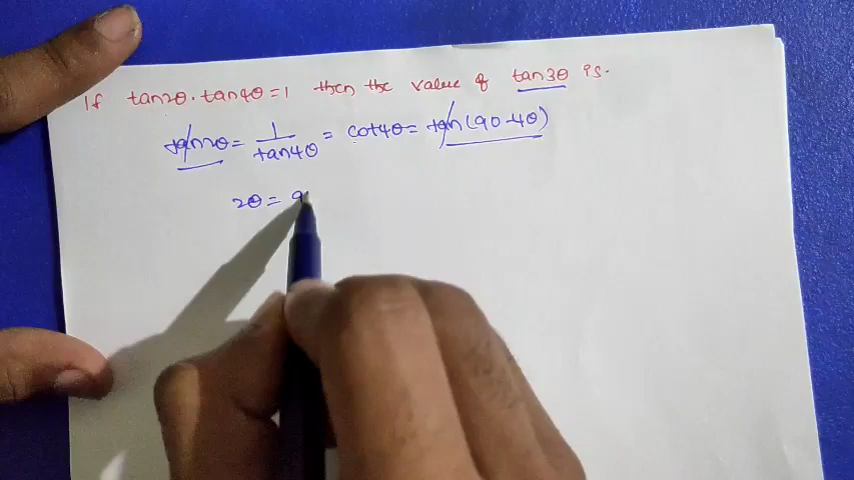 If tan2θ.tan4θ=1 then the value of tan3θ is.
tan2θ = 1/tan4θ = cot4θ = tan(90-4θ)
2θ = 9